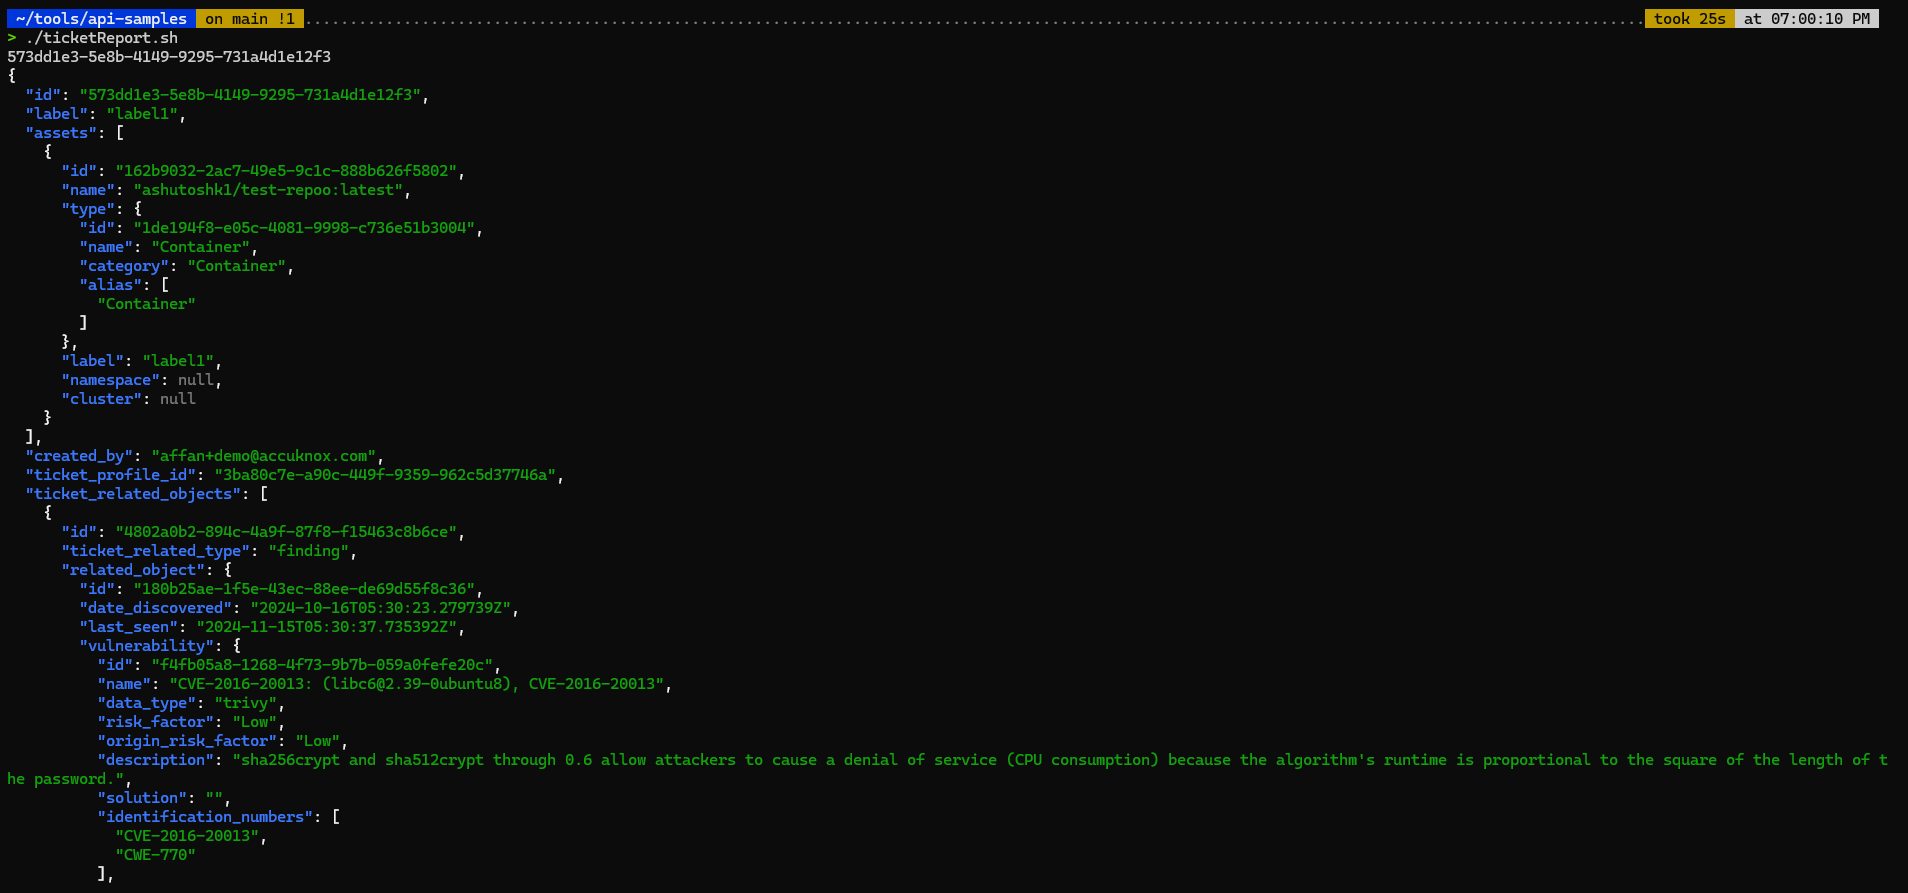 ~/tools/api-samples on main !1 took 25s at 07:00:10 PM
> ./ticketReport.sh
573dd1e3-5e8b-4149-9295-731a4d1e12f3
{
  "id": "573dd1e3-5e8b-4149-9295-731a4d1e12f3",
  "label": "label1",
  "assets": [
    {
      "id": "162b9032-2ac7-49e5-9c1c-888b626f5802",
      "name": "ashutoshk1/test-repoo:latest",
      "type": {
        "id": "1de194f8-e05c-4081-9998-c736e51b3004",
        "name": "Container",
        "category": "Container",
        "alias": [
          "Container"
        ]
      },
      "label": "label1",
      "namespace": null,
      "cluster": null
    }
  ],
  "created_by": "affan+demo@accuknox.com",
  "ticket_profile_id": "3ba80c7e-a90c-449f-9359-962c5d37746a",
  "ticket_related_objects": [
    {
      "id": "4802a0b2-894c-4a9f-87f8-f15463c8b6ce",
      "ticket_related_type": "finding",
      "related_object": {
        "id": "180b25ae-1f5e-43ec-88ee-de69d55f8c36",
        "date_discovered": "2024-10-16T05:30:23.279739Z",
        "last_seen": "2024-11-15T05:30:37.735392Z",
        "vulnerability": {
          "id": "f4fb05a8-1268-4f73-9b7b-059a0fefe20c",
          "name": "CVE-2016-20013: (libc6@2.39-0ubuntu8), CVE-2016-20013",
          "data_type": "trivy",
          "risk_factor": "Low",
          "origin_risk_factor": "Low",
          "description": "sha256crypt and sha512crypt through 0.6 allow attackers to cause a denial of service (CPU consumption) because the algorithm's runtime is proportional to the square of the length of t
he password.",
          "solution": "",
          "identification_numbers": [
            "CVE-2016-20013",
            "CWE-770"
          ],